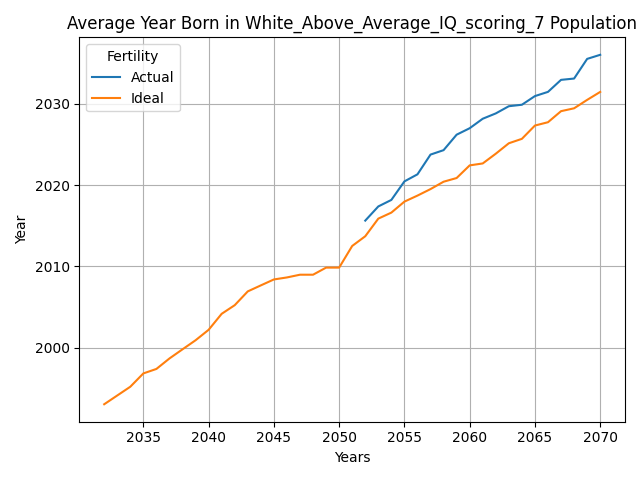 Average Year Born in White_Above_Average_IQ_scoring_7 Population
Fertility
Actual
Ideal
Year
2030
2020
2010
2000
2035 2040 2045 2050 2055 2060 2065 2070
Years